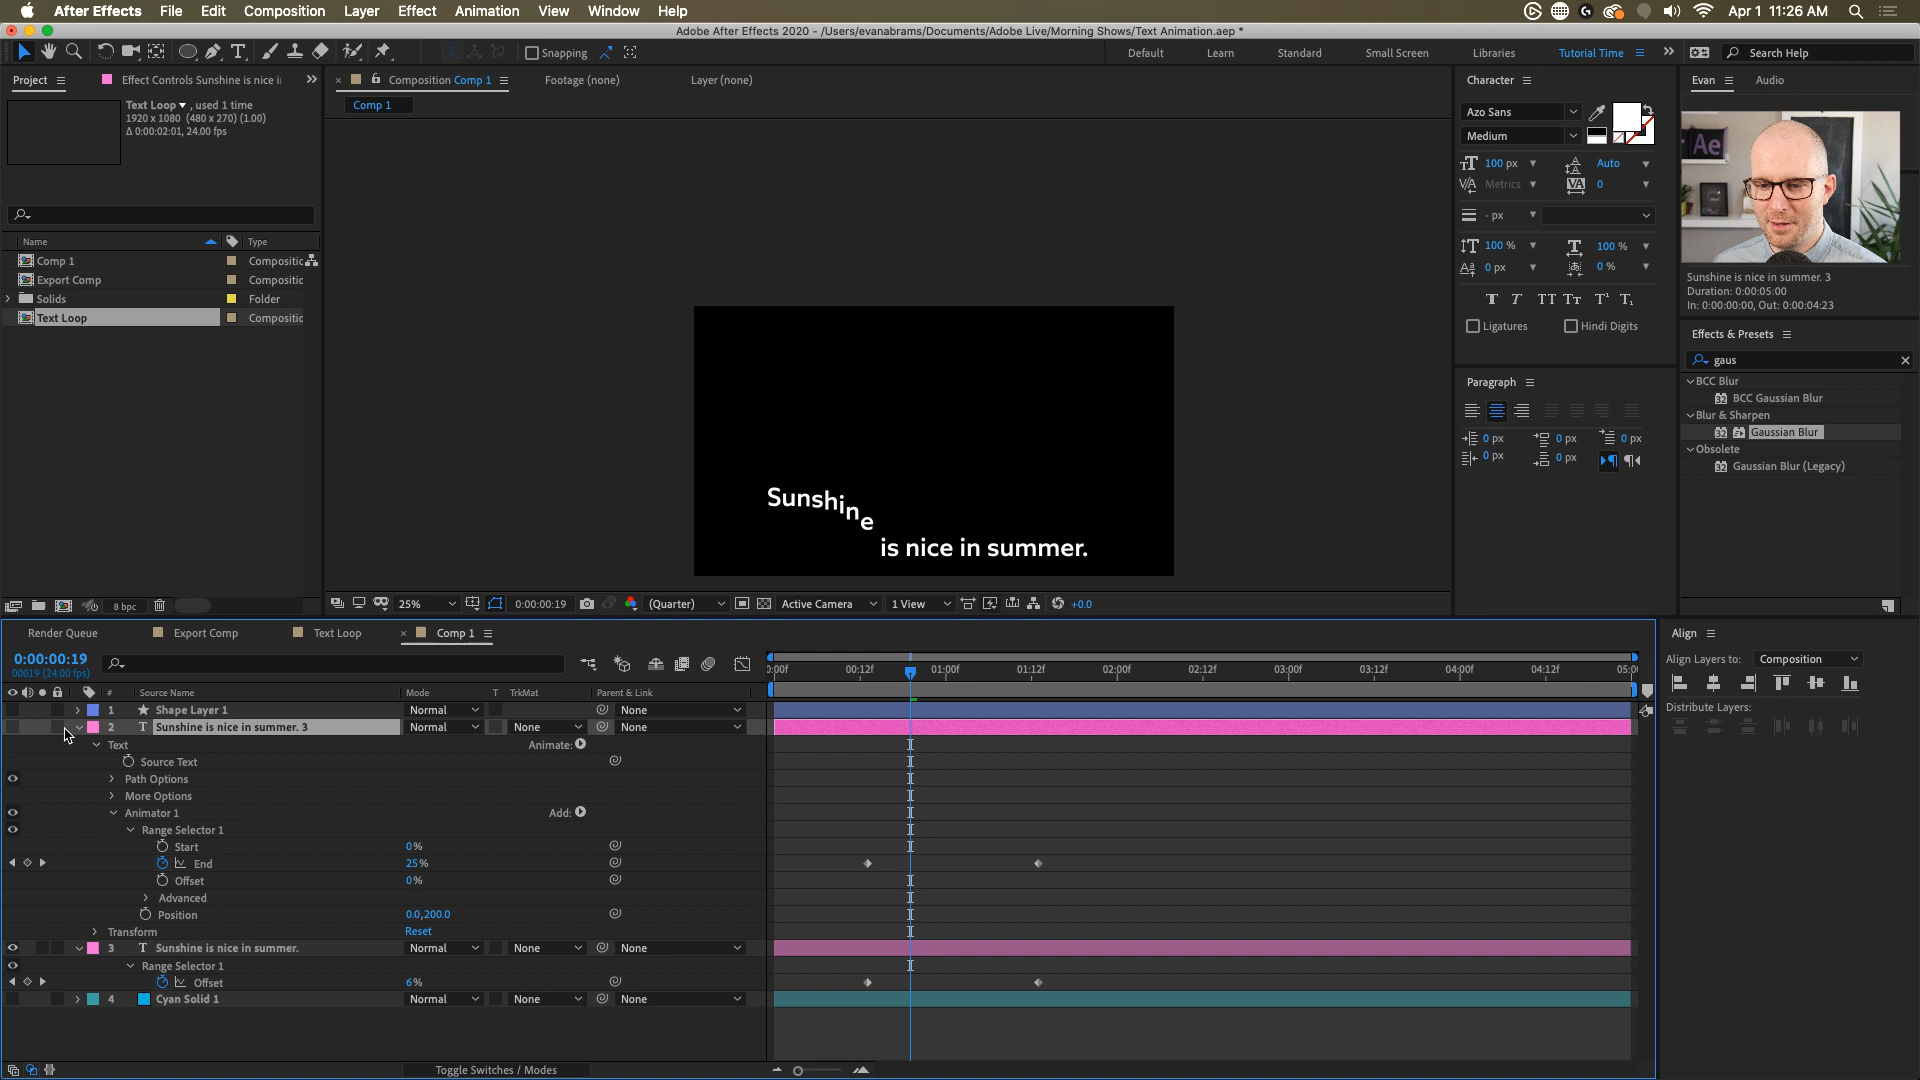 After Effects File Edit Composition Layer Effect Animation View Window Help Apr 1 11:26 AM
Adobe After Effects 2020 - /Users/evanabrams/Documents/Adobe Live/Morning Shows/Text Animation.aep *
Snapping Default Learn Standard Small Screen Libraries Tutorial Time Search Help
Project Effect Controls Sunshine is nice i
Composition Comp 1 Footage (none) Layer (none)
Comp 1
Text Loop , used 1 time
1920 x 1080 (480 x 270) (1.00)
Δ 0:00:02:01, 24.00 fps
Name Type
Comp 1 Compositic
Export Comp Compositic
Solids Folder
Text Loop Compositic
8 bpc
Sunshine
is nice in summer.
25% 0:00:00:19 (Quarter) Active Camera 1 View +0.0
Character
Azo Sans
Medium
100 px Auto
Metrics 0
- px
100 % 100 %
0 px 0 %
T T TT Tт T¹ T₁
Ligatures Hindi Digits
Paragraph
0 px 0 px 0 px
0 px 0 px
Evan Audio
Ae
Sunshine is nice in summer. 3
Duration: 0:00:05:00
In: 0:00:00:00, Out: 0:00:04:23
Effects & Presets
gaus
BCC Blur
BCC Gaussian Blur
Blur & Sharpen
Gaussian Blur
Obsolete
Gaussian Blur (Legacy)
Render Queue Export Comp Text Loop Comp 1
0:00:00:19
00019 (24.00 fps)
0:00f 00:12f 01:00f 01:12f 02:00f 02:12f 03:00f 03:12f 04:00f 04:12f 05:00
# Source Name Mode T TrkMat Parent & Link
1 Shape Layer 1 Normal None
2 T Sunshine is nice in summer. 3 Normal None None
Text Animate:
Source Text
Path Options
More Options
Animator 1 Add:
Range Selector 1
Start 0%
End 25%
Offset 0%
Advanced
Position 0.0,200.0
Transform Reset
3 T Sunshine is nice in summer. Normal None None
Range Selector 1
Offset 6%
4 Cyan Solid 1 Normal None None
Toggle Switches / Modes
Align
Align Layers to: Composition
Distribute Layers: